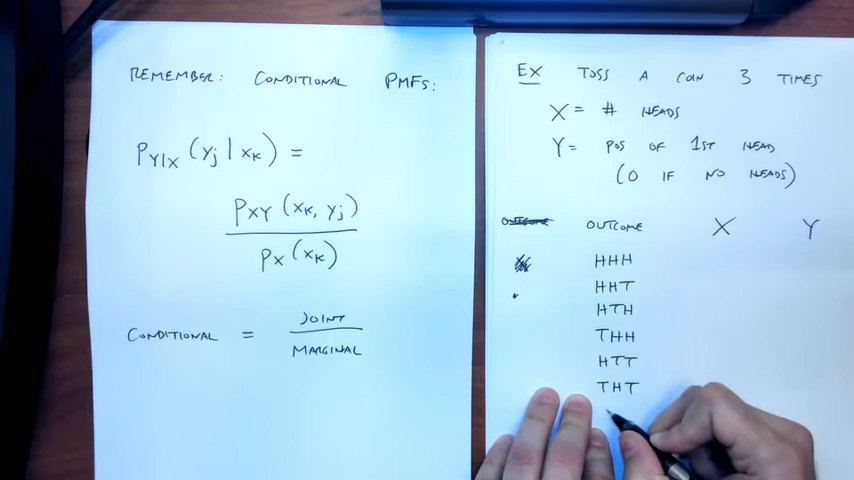 REMEMBER: CONDITIONAL PMFS:
PY|X (yj | xK) =
PXY (xK, yj)
PX (xK)
CONDITIONAL = JOINT
MARGINAL
EX TOSS A COIN 3 TIMES
X = # HEADS
Y = POS OF 1ST HEAD
(0 IF NO HEADS)
OUTCOME X Y
HHH
HHT
HTH
THH
HTT
THT